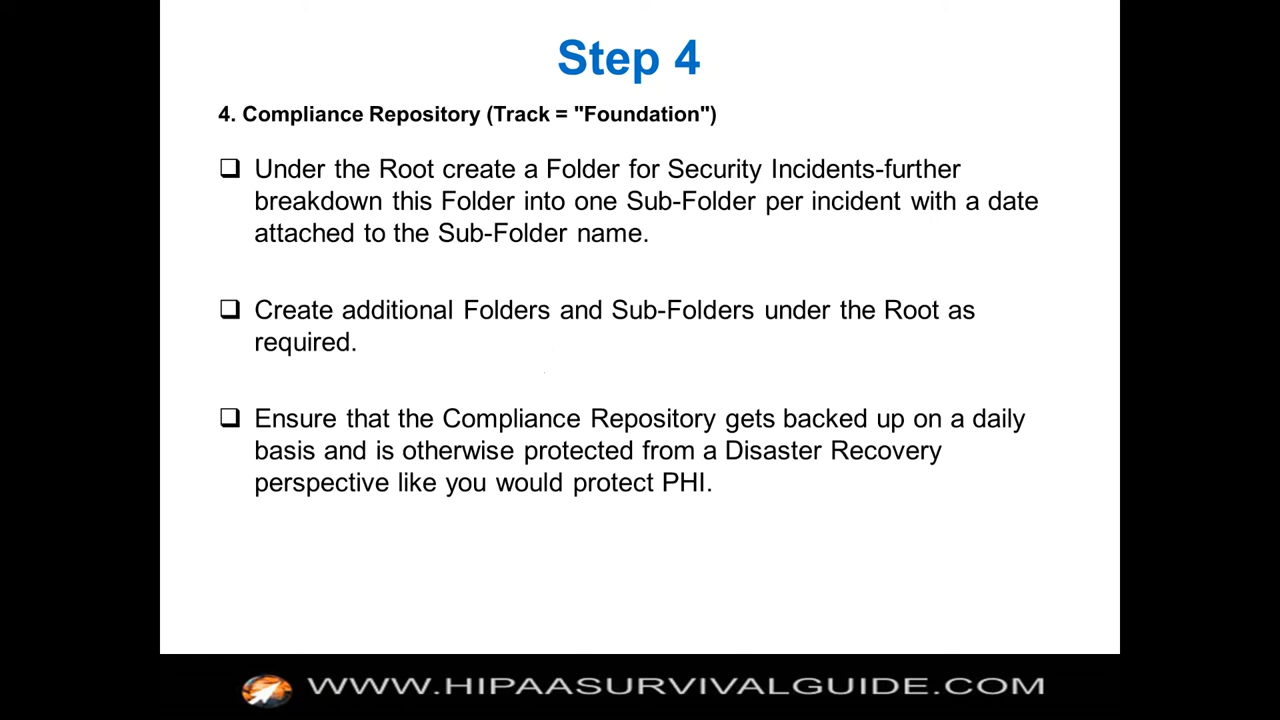 Step 4
4. Compliance Repository (Track = "Foundation")
Under the Root create a Folder for Security Incidents-further
breakdown this Folder into one Sub-Folder per incident with a date
attached to the Sub-Folder name.
Create additional Folders and Sub-Folders under the Root as
required.
Ensure that the Compliance Repository gets backed up on a daily
basis and is otherwise protected from a Disaster Recovery
perspective like you would protect PHI.
WWW.HIPAASURVIVALGUIDE.COM